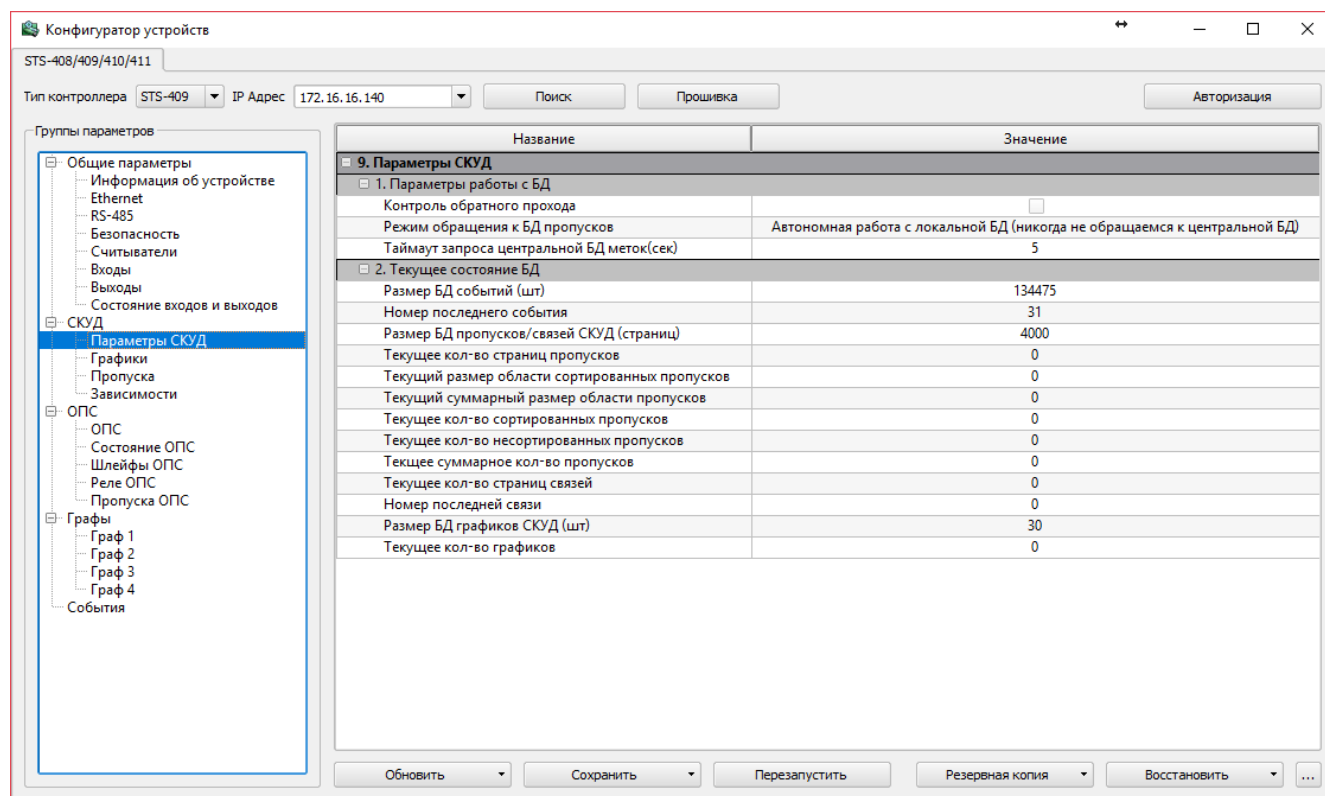 Конфигуратор устройств
STS-408/409/410/411
Тип контроллера STS-409 IP Адрес 172.16.16.140 Поиск Прошивка Авторизация
Группы параметров
Общие параметры
Информация об устройстве
Ethernet
RS-485
Безопасность
Считыватели
Входы
Выходы
Состояние входов и выходов
СКУД
Параметры СКУД
Графики
Пропуска
Зависимости
ОПС
ОПС
Состояние ОПС
Шлейфы ОПС
Реле ОПС
Пропуска ОПС
Графы
Граф 1
Граф 2
Граф 3
Граф 4
События
Название Значение
9. Параметры СКУД
1. Параметры работы с БД
Контроль обратного прохода
Режим обращения к БД пропусков Автономная работа с локальной БД (никогда не обращаемся к центральной БД)
Таймаут запроса центральной БД меток(сек) 5
2. Текущее состояние БД
Размер БД событий (шт) 134475
Номер последнего события 31
Размер БД пропусков/связей СКУД (страниц) 4000
Текущее кол-во страниц пропусков 0
Текущий размер области сортированных пропусков 0
Текущий суммарный размер области пропусков 0
Текущее кол-во сортированных пропусков 0
Текущее кол-во несортированных пропусков 0
Текщее суммарное кол-во пропусков 0
Текущее кол-во страниц связей 0
Номер последней связи 0
Размер БД графиков СКУД (шт) 30
Текущее кол-во графиков 0
Обновить Сохранить Перезапустить Резервная копия Восстановить ...